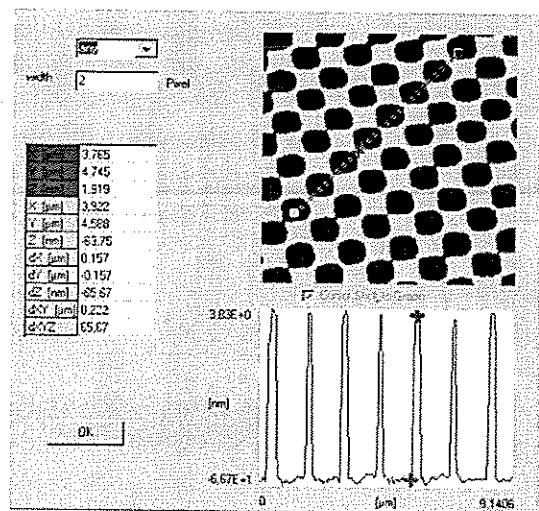 width 2 Pixel
3.765
4.745
1.919
X [µm] 3.922
Y [µm] 4.588
Z [nm] -63.75
dX [µm] 0.157
dY [µm] -0.157
dZ [nm] -65.67
dXY [µm] 0.222
dXYZ 65.67
OK
3.83E+0
[nm]
-6.67E+1
0 [µm] 9.1406